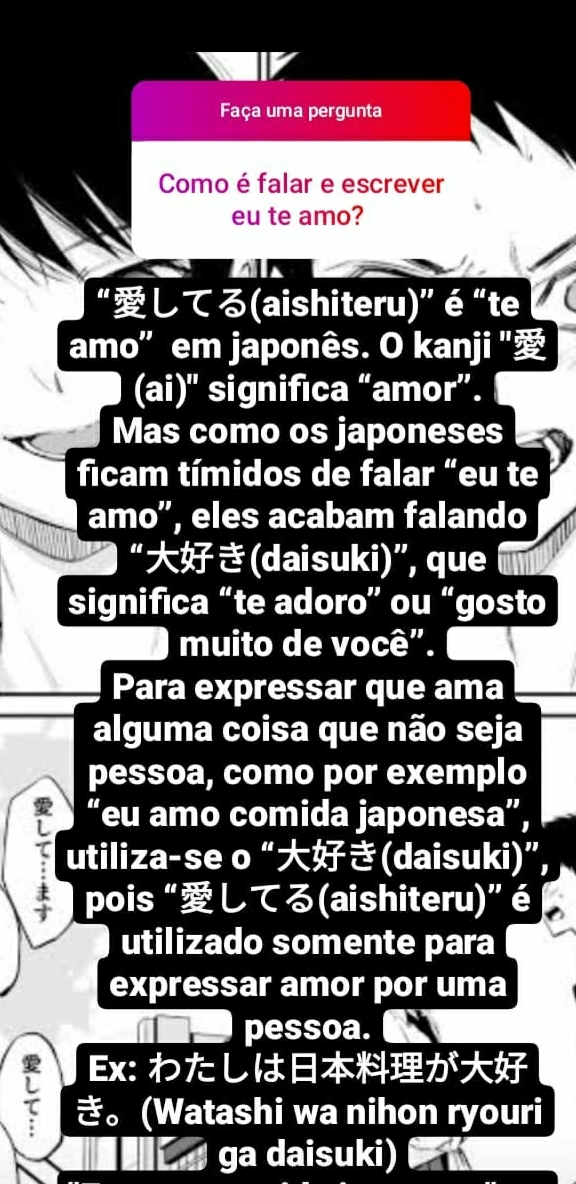 Faça uma pergunta
Como é falar e escrever
eu te amo?
“愛してる(aishiteru)” é “te
amo” em japonês. O kanji "愛
(ai)" significa “amor”.
Mas como os japoneses
ficam tímidos de falar “eu te
amo”, eles acabam falando
“大好き(daisuki)”, que
significa “te adoro” ou “gosto
muito de você”.
Para expressar que ama
alguma coisa que não seja
pessoa, como por exemplo
“eu amo comida japonesa”,
utiliza-se o “大好き(daisuki)”,
pois “愛してる(aishiteru)” é
utilizado somente para
expressar amor por uma
pessoa.
Ex: わたしは日本料理が大好
き。(Watashi wa nihon ryouri
ga daisuki)
愛して…ます
愛して…